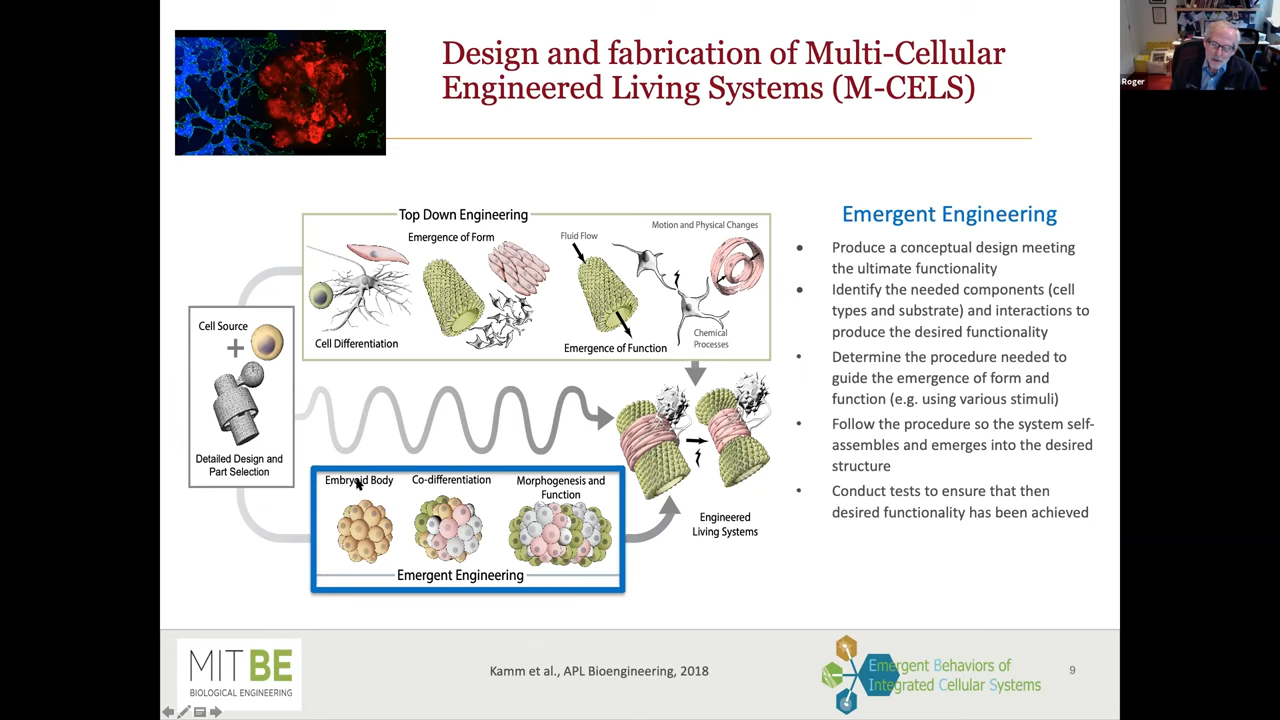 Design and fabrication of Multi-Cellular
Engineered Living Systems (M-CELS)
Roger
Top Down Engineering
Emergence of Form
Fluid Flow
Motion and Physical Changes
Cell Differentiation
Emergence of Function
Chemical
Processes
Cell Source
+
Detailed Design and
Part Selection
Embryoid Body
Co-differentiation
Morphogenesis and
Function
Emergent Engineering
Engineered
Living Systems
Emergent Engineering
• Produce a conceptual design meeting
the ultimate functionality
• Identify the needed components (cell
types and substrate) and interactions to
produce the desired functionality
• Determine the procedure needed to
guide the emergence of form and
function (e.g. using various stimuli)
• Follow the procedure so the system self-
assembles and emerges into the desired
structure
• Conduct tests to ensure that then
desired functionality has been achieved
MIT BE
BIOLOGICAL ENGINEERING
Kamm et al., APL Bioengineering, 2018
Emergent Behaviors of
Integrated Cellular Systems
9